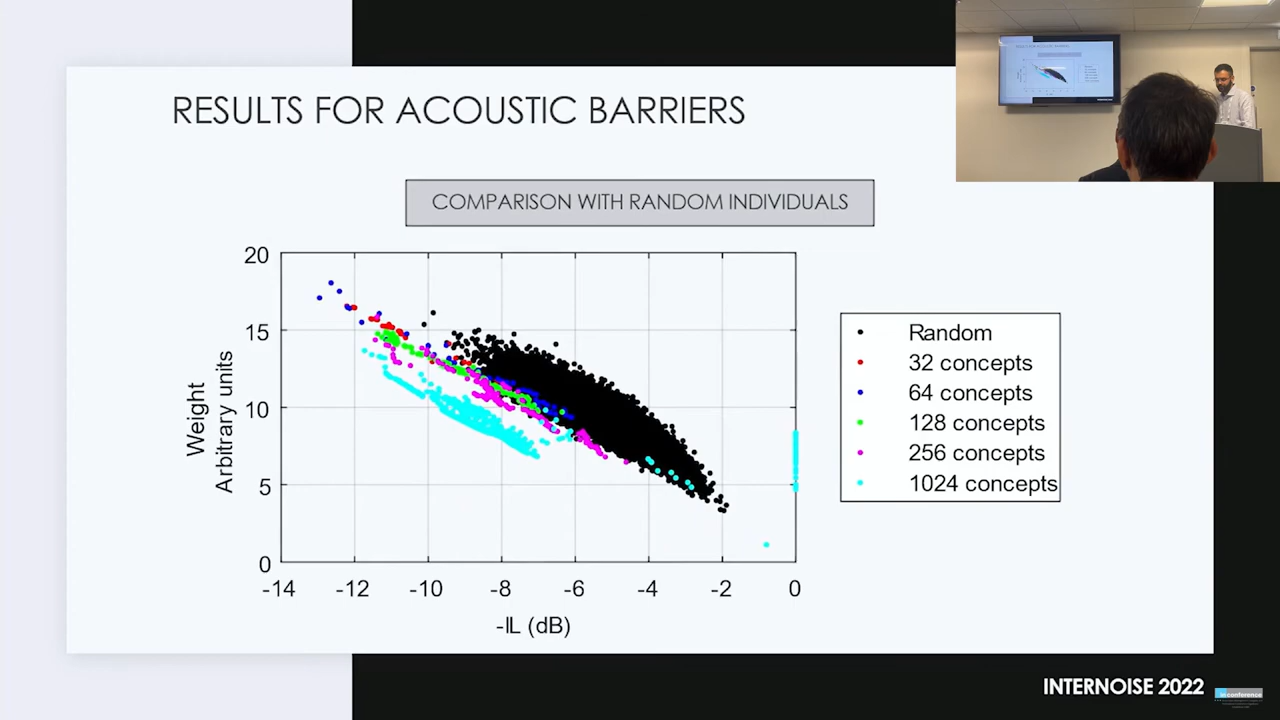 RESULTS FOR ACOUSTIC BARRIERS
COMPARISON WITH RANDOM INDIVIDUALS
20
15
10
5
0
Weight
Arbitrary units
-14
-12
-10
-8
-6
-4
-2
0
-IL (dB)
Random
32 concepts
64 concepts
128 concepts
256 concepts
1024 concepts
INTERNOISE 2022